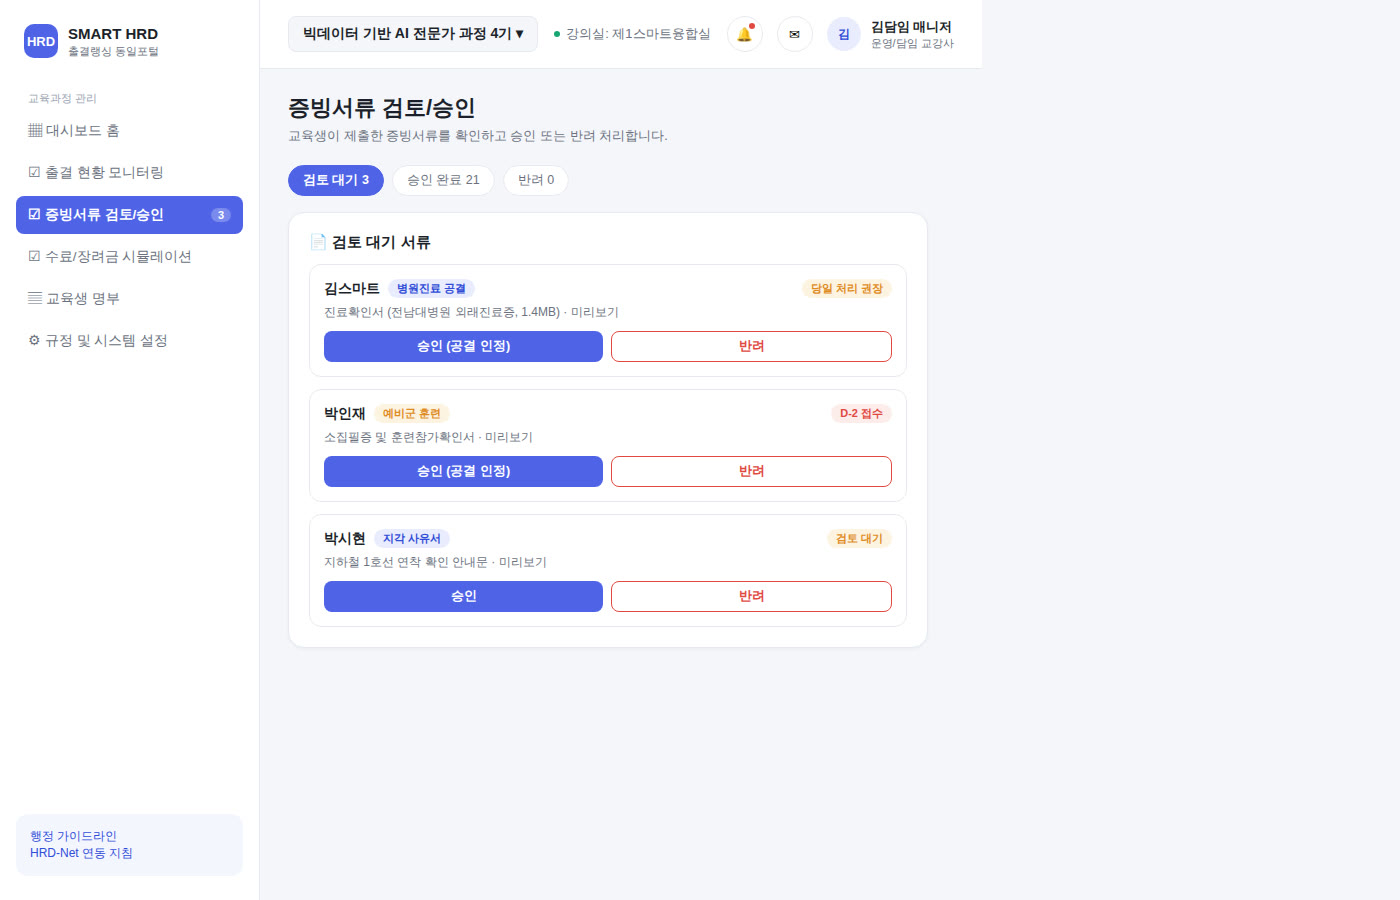 HRD
SMART HRD
출결랭싱 동일포털
교육과정 관리
▦ 대시보드 홈
☑ 출결 현황 모니터링
☑ 증빙서류 검토/승인 3
☑ 수료/장려금 시뮬레이션
▤ 교육생 명부
⚙ 규정 및 시스템 설정
행정 가이드라인
HRD-Net 연동 지침
빅데이터 기반 AI 전문가 과정 4기 ▾
강의실: 제1스마트융합실
김
김담임 매니저
운영/담임 교강사
증빙서류 검토/승인
교육생이 제출한 증빙서류를 확인하고 승인 또는 반려 처리합니다.
검토 대기 3
승인 완료 21
반려 0
📄 검토 대기 서류
김스마트 병원진료 공결 당일 처리 권장
진료확인서 (전남대병원 외래진료증, 1.4MB) · 미리보기
승인 (공결 인정) 반려
박인재 예비군 훈련 D-2 접수
소집필증 및 훈련참가확인서 · 미리보기
승인 (공결 인정) 반려
박시현 지각 사유서 검토 대기
지하철 1호선 연착 확인 안내문 · 미리보기
승인 반려